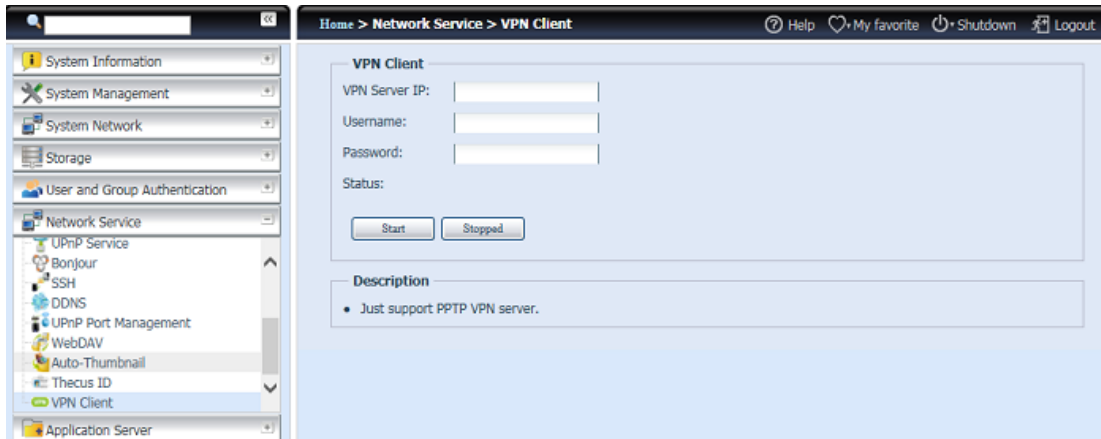 Home > Network Service > VPN Client
Help
My favorite
Shutdown
Logout
System Information
System Management
System Network
Storage
User and Group Authentication
Network Service
UPnP Service
Bonjour
SSH
DDNS
UPnP Port Management
WebDAV
Auto-Thumbnail
Thecus ID
VPN Client
Application Server
VPN Client
VPN Server IP:
Username:
Password:
Status:
Start Stopped
Description
Just support PPTP VPN server.